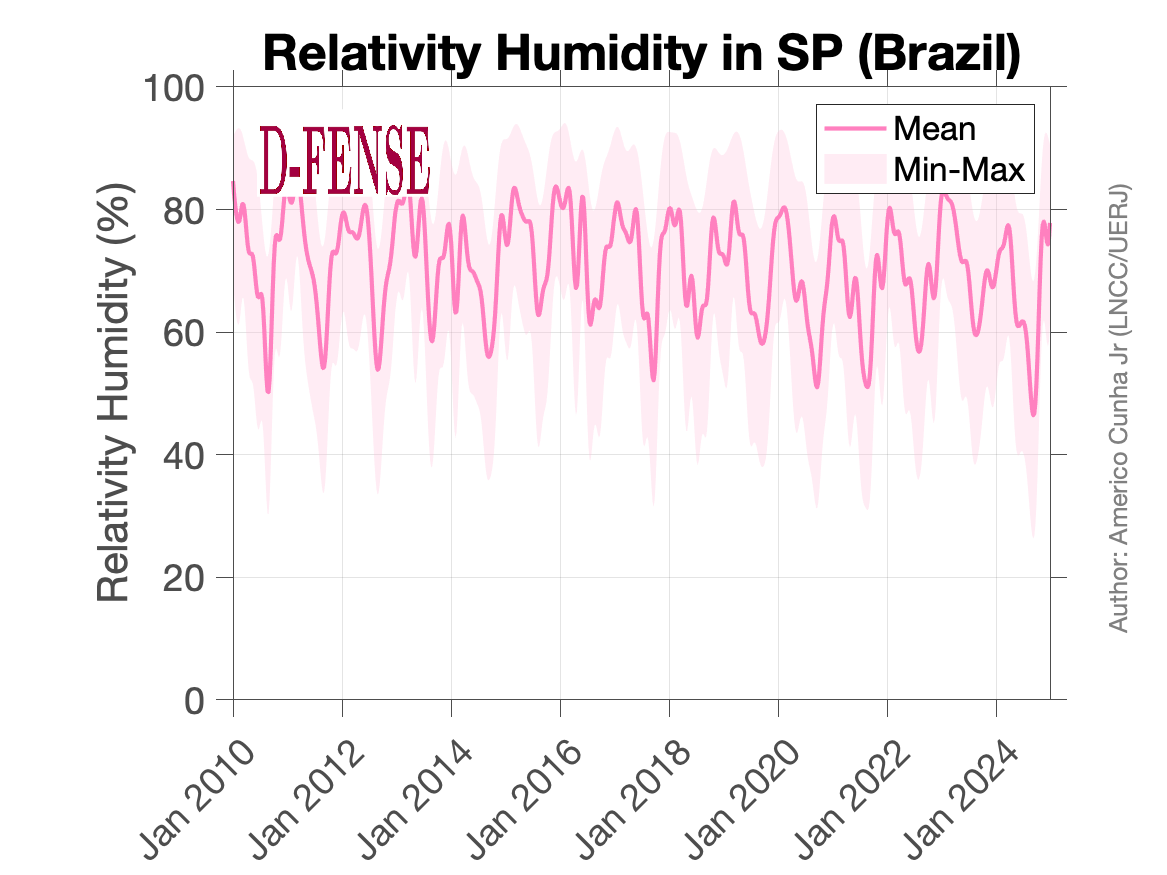 Relativity Humidity in SP (Brazil)
D-FENSE
Mean
Min-Max
Relativity Humidity (%)
100
80
60
40
20
0
Jan 2010
Jan 2012
Jan 2014
Jan 2016
Jan 2018
Jan 2020
Jan 2022
Jan 2024
Author: Americo Cunha Jr (LNCC/UERJ)